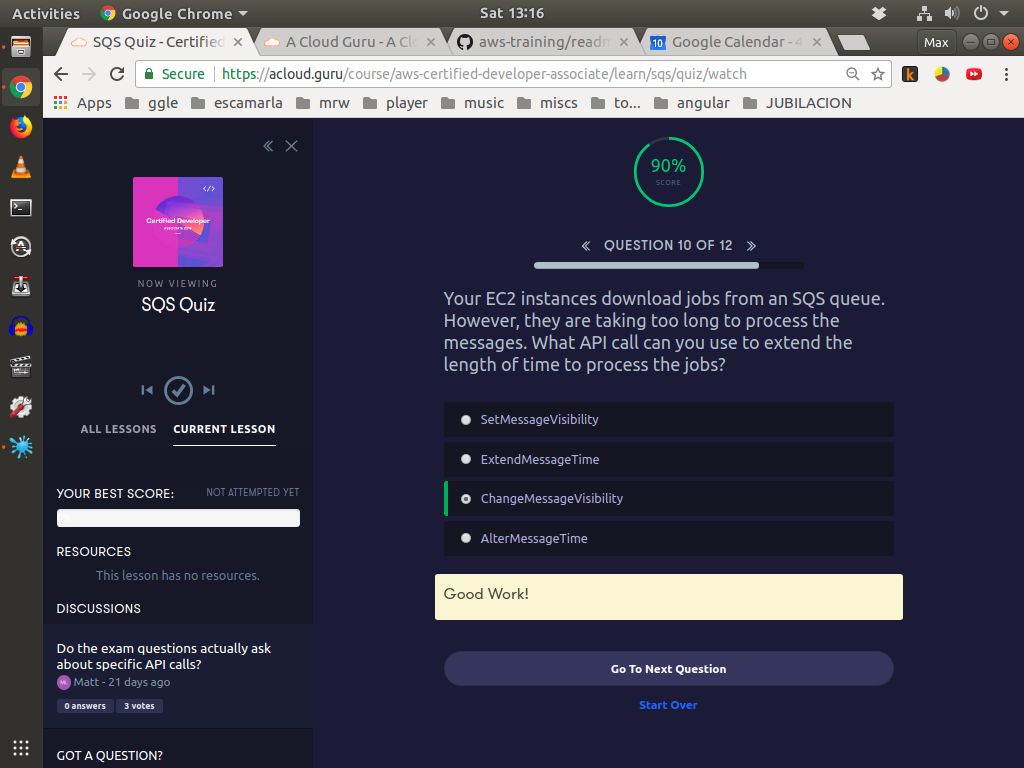 Activities
Google Chrome
Sat 13:16
SQS Quiz - Certified
A Cloud Guru - A Cl
aws-training/readm
10
Google Calendar - 4
Max
Secure
https://acloud.guru/course/aws-certified-developer-associate/learn/sqs/quiz/watch
k
Apps
ggle
escamarla
mrw
player
music
miscs
to...
angular
JUBILACION
</>
Certified Developer
NOW VIEWING
SQS Quiz
ALL LESSONS
CURRENT LESSON
YOUR BEST SCORE:
NOT ATTEMPTED YET
RESOURCES
This lesson has no resources.
DISCUSSIONS
Do the exam questions actually ask
about specific API calls?
ML
Matt - 21 days ago
0 answers
3 votes
GOT A QUESTION?
90%
SCORE
« QUESTION 10 OF 12 »
Your EC2 instances download jobs from an SQS queue.
However, they are taking too long to process the
messages. What API call can you use to extend the
length of time to process the jobs?
SetMessageVisibility
ExtendMessageTime
ChangeMessageVisibility
AlterMessageTime
Good Work!
Go To Next Question
Start Over